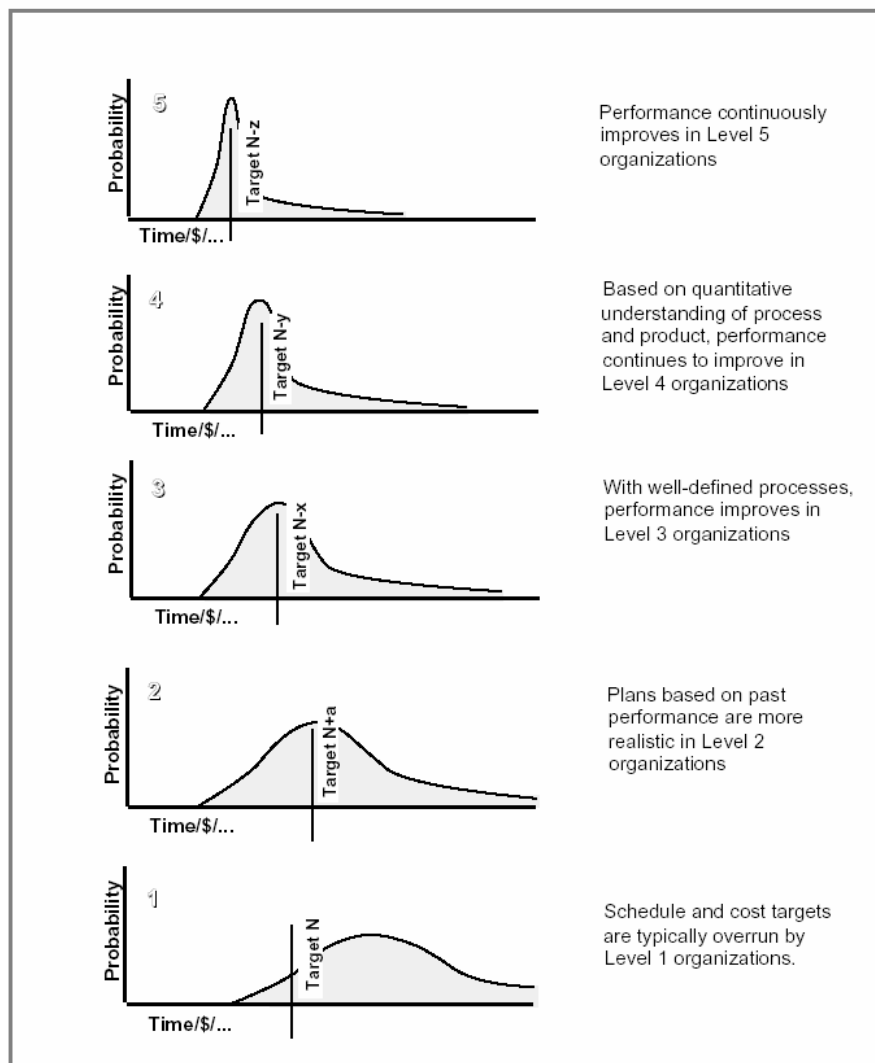 5
Probability
Target N-z
Time/$/...
Performance continuously
improves in Level 5
organizations
4
Probability
Target N-y
Time/$/...
Based on quantitative
understanding of process
and product, performance
continues to improve in
Level 4 organizations
3
Probability
Target N-x
Time/$/...
With well-defined processes,
performance improves in
Level 3 organizations
2
Probability
Target N+a
Time/$/...
Plans based on past
performance are more
realistic in Level 2
organizations
1
Probability
Target N
Time/$/...
Schedule and cost targets
are typically overrun by
Level 1 organizations.